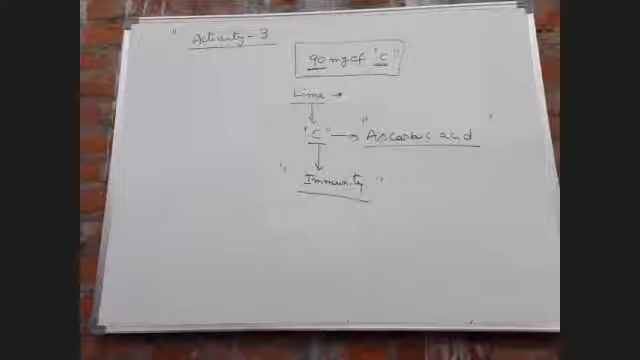 " Activity - 3
90 mg of "C"
Lime →
"C" → "Ascorbic acid"
"Immunity"